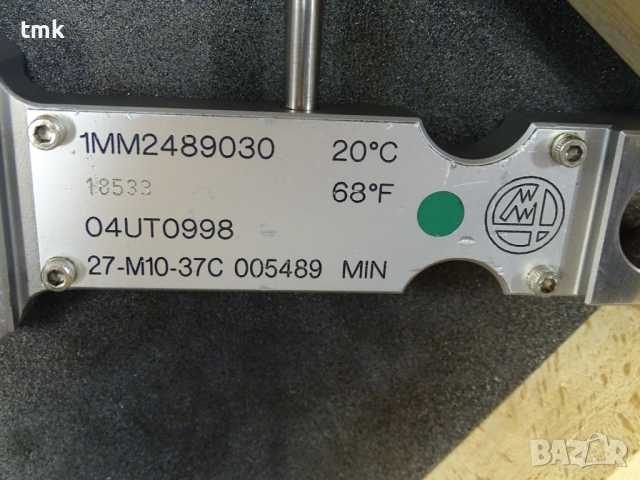 tmk
1MM2489030 20°C
18533 68°F
04UT0998
27-M10-37C 005489 MIN
BAZAR